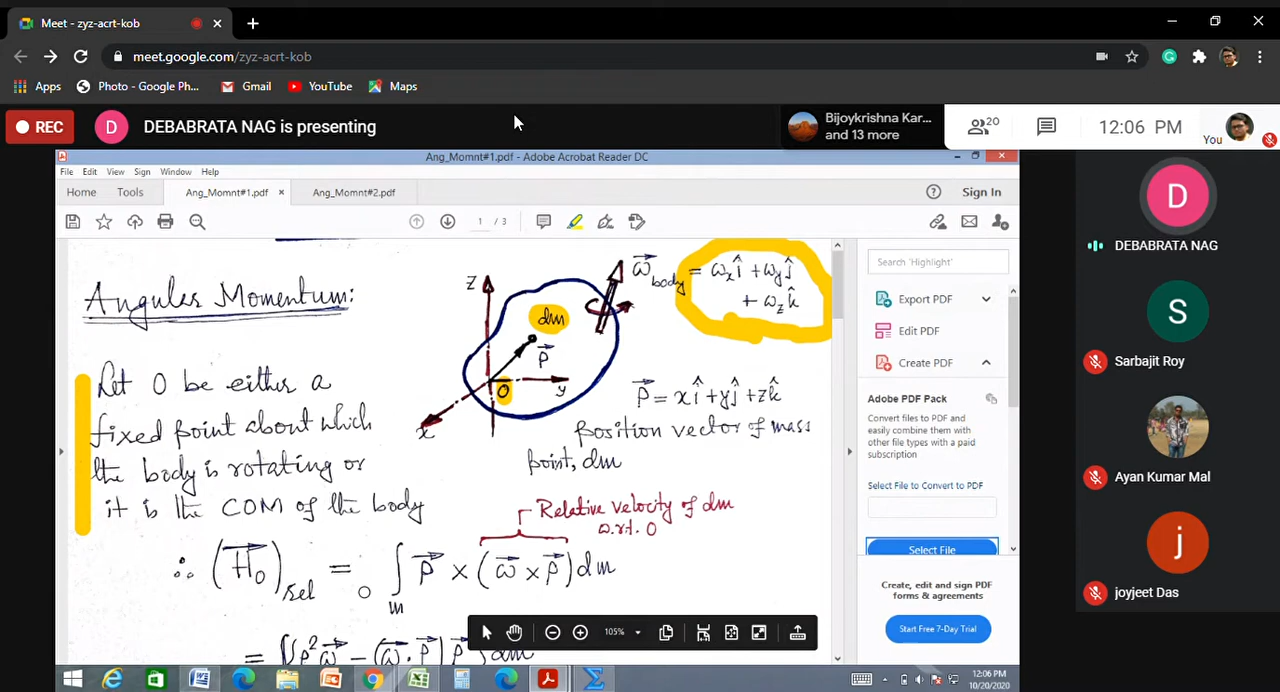 Meet - zyz-acrt-kob
meet.google.com/zyz-acrt-kob
Apps
Photo - Google Ph...
Gmail
YouTube
Maps
REC
D
DEBABRATA NAG is presenting
Bijoykrishna Kar...
and 13 more
20
12:06 PM
You
Ang_Momnt#1.pdf - Adobe Acrobat Reader DC
File Edit View Sign Window Help
Home Tools Ang_Momnt#1.pdf × Ang_Momnt#2.pdf
Sign In
1 / 3
Angular Momentum:
Let O be either a
fixed point about which
the body is rotating or
it is the COM of the body
z
dm
ρ⃗
O
y
x
ω⃗body = ωxî + ωyĵ
+ ωzk̂
ρ⃗ = xî + yĵ + zk̂
position vector of mass
point, dm
Relative velocity of dm
w.r.t. O
∴ (H⃗o)rel = ∫m ρ⃗ × (ω⃗ × ρ⃗) dm
= ∫[ρ²ω⃗ − (ω⃗·ρ⃗)ρ⃗] dm
105%
Search 'Highlight'
Export PDF
Edit PDF
Create PDF
Adobe PDF Pack
Convert files to PDF and
easily combine them with
other file types with a paid
subscription
Select File to Convert to PDF
Select File
Create, edit and sign PDF
forms & agreements
Start Free 7-Day Trial
D
DEBABRATA NAG
S
Sarbajit Roy
Ayan Kumar Mal
j
joyjeet Das
12:06 PM
10/20/2020